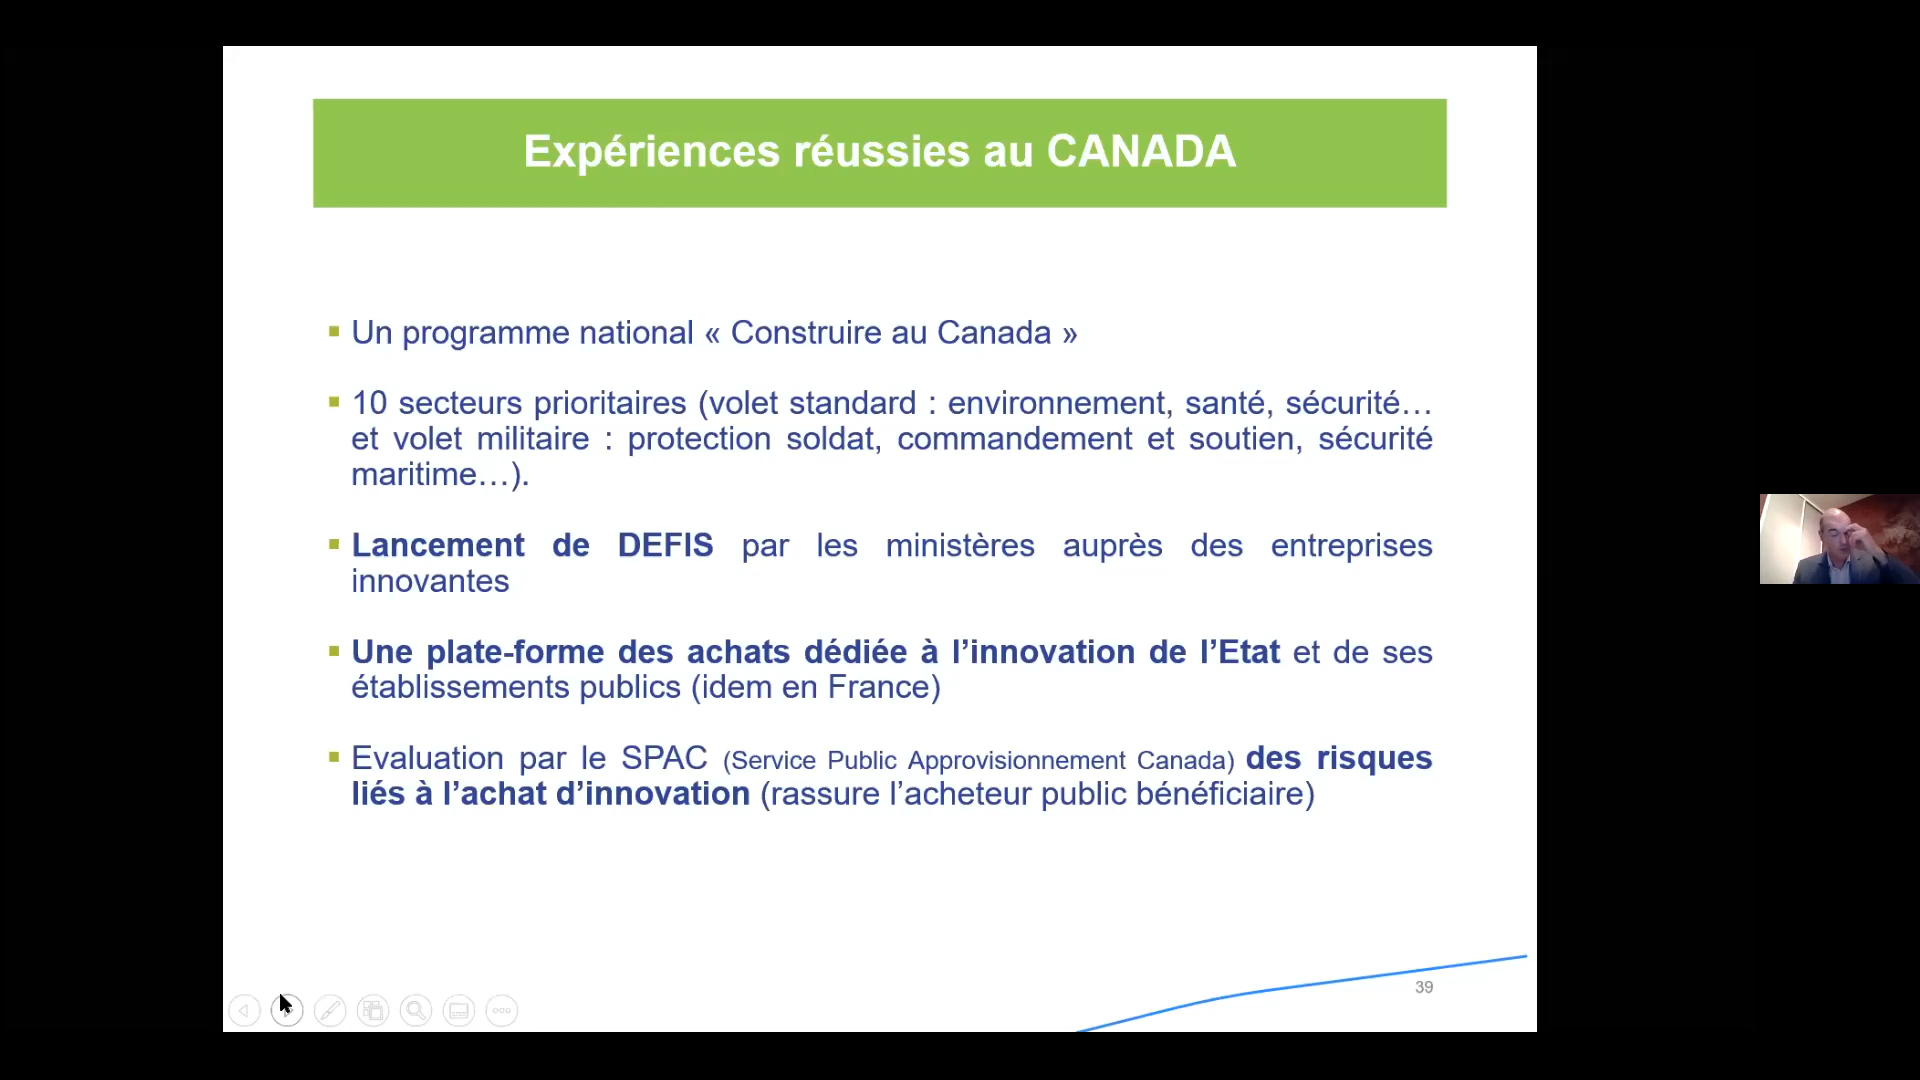 Expériences réussies au CANADA
Un programme national « Construire au Canada »
10 secteurs prioritaires (volet standard : environnement, santé, sécurité…
et volet militaire : protection soldat, commandement et soutien, sécurité
maritime…).
Lancement de DEFIS par les ministères auprès des entreprises
innovantes
Une plate-forme des achats dédiée à l’innovation de l’Etat et de ses
établissements publics (idem en France)
Evaluation par le SPAC (Service Public Approvisionnement Canada) des risques
liés à l’achat d’innovation (rassure l’acheteur public bénéficiaire)
39